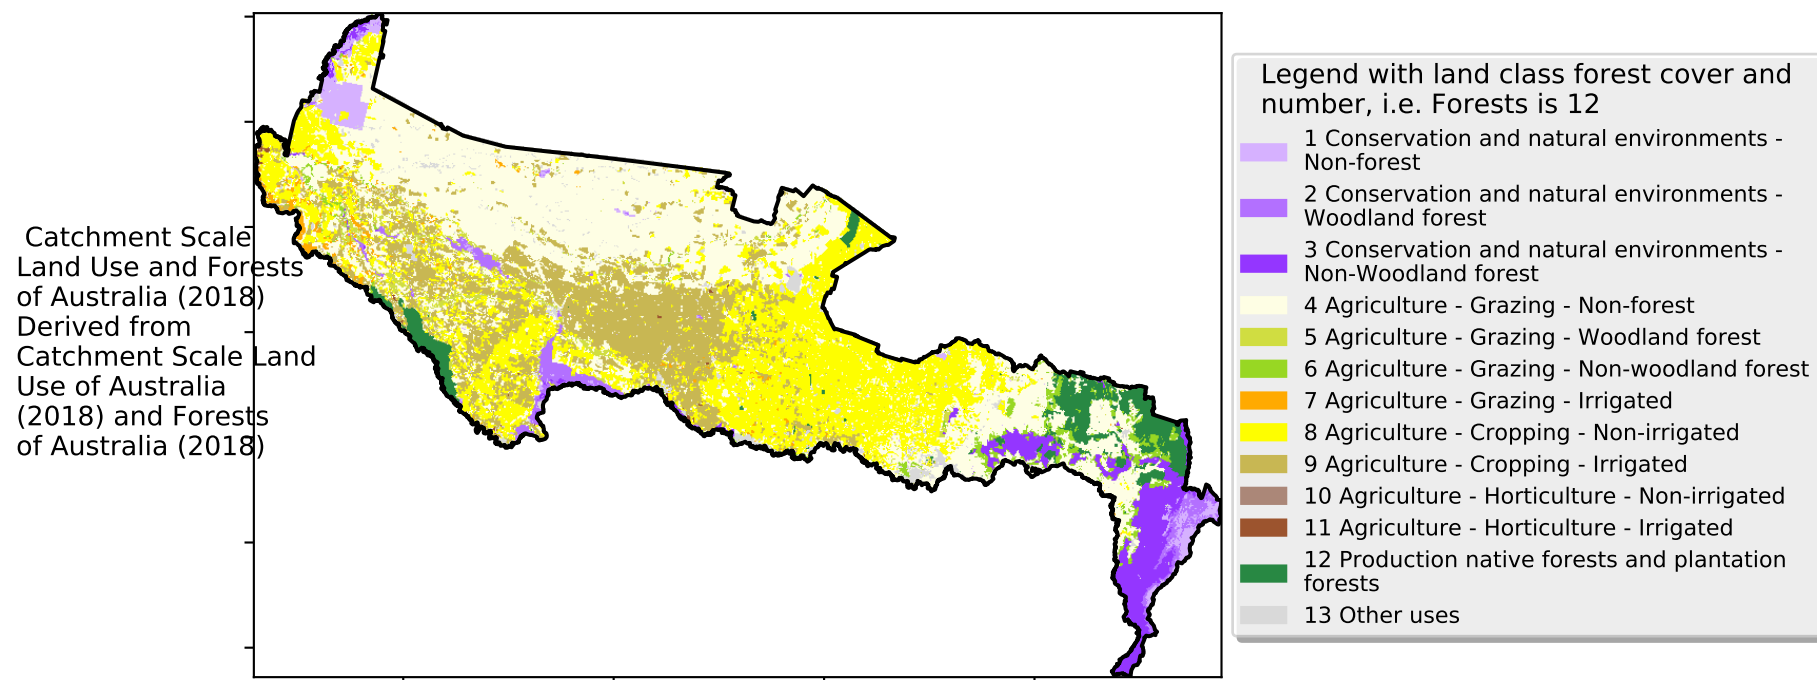 Catchment Scale
Land Use and Forests
of Australia (2018)
Derived from
Catchment Scale Land
Use of Australia
(2018) and Forests
of Australia (2018)
Legend with land class forest cover and
number, i.e. Forests is 12
1 Conservation and natural environments -
Non-forest
2 Conservation and natural environments -
Woodland forest
3 Conservation and natural environments -
Non-Woodland forest
4 Agriculture - Grazing - Non-forest
5 Agriculture - Grazing - Woodland forest
6 Agriculture - Grazing - Non-woodland forest
7 Agriculture - Grazing - Irrigated
8 Agriculture - Cropping - Non-irrigated
9 Agriculture - Cropping - Irrigated
10 Agriculture - Horticulture - Non-irrigated
11 Agriculture - Horticulture - Irrigated
12 Production native forests and plantation
forests
13 Other uses